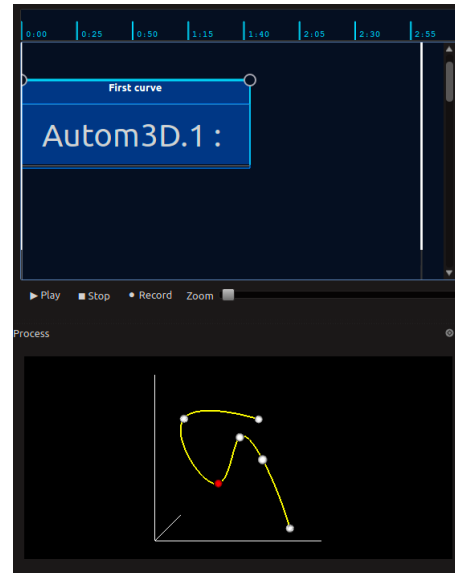 0:00 0:25 0:50 1:15 1:40 2:05 2:30 2:55
First curve
Autom3D.1 :
Play Stop Record Zoom
Process